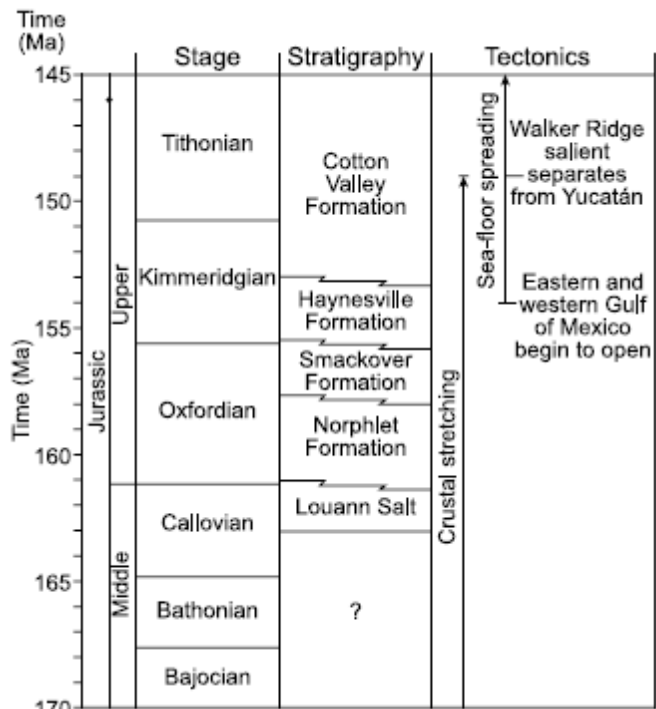 Time
(Ma)
Stage
Stratigraphy
Tectonics
145
150
155
160
165
170
Time (Ma)
Jurassic
Upper
Middle
Tithonian
Kimmeridgian
Oxfordian
Callovian
Bathonian
Bajocian
Cotton
Valley
Formation
Haynesville
Formation
Smackover
Formation
Norphlet
Formation
Louann Salt
?
Crustal stretching
Sea-floor spreading
Walker Ridge
salient
separates
from Yucatán
Eastern and
western Gulf
of Mexico
begin to open